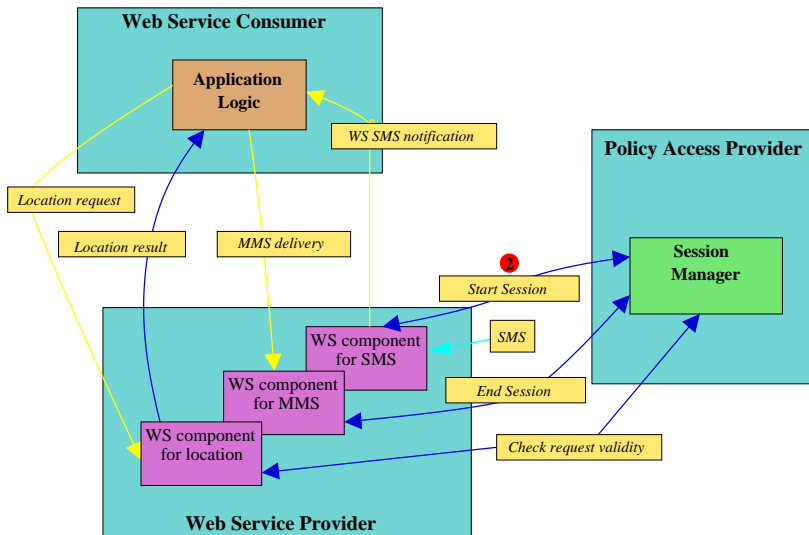 Web Service Consumer
Application
Logic
WS SMS notification
Policy Access Provider
Location request
Location result
MMS delivery
2
Session
Manager
Start Session
WS component
for SMS
SMS
WS component
for MMS
End Session
WS component
for location
Check request validity
Web Service Provider